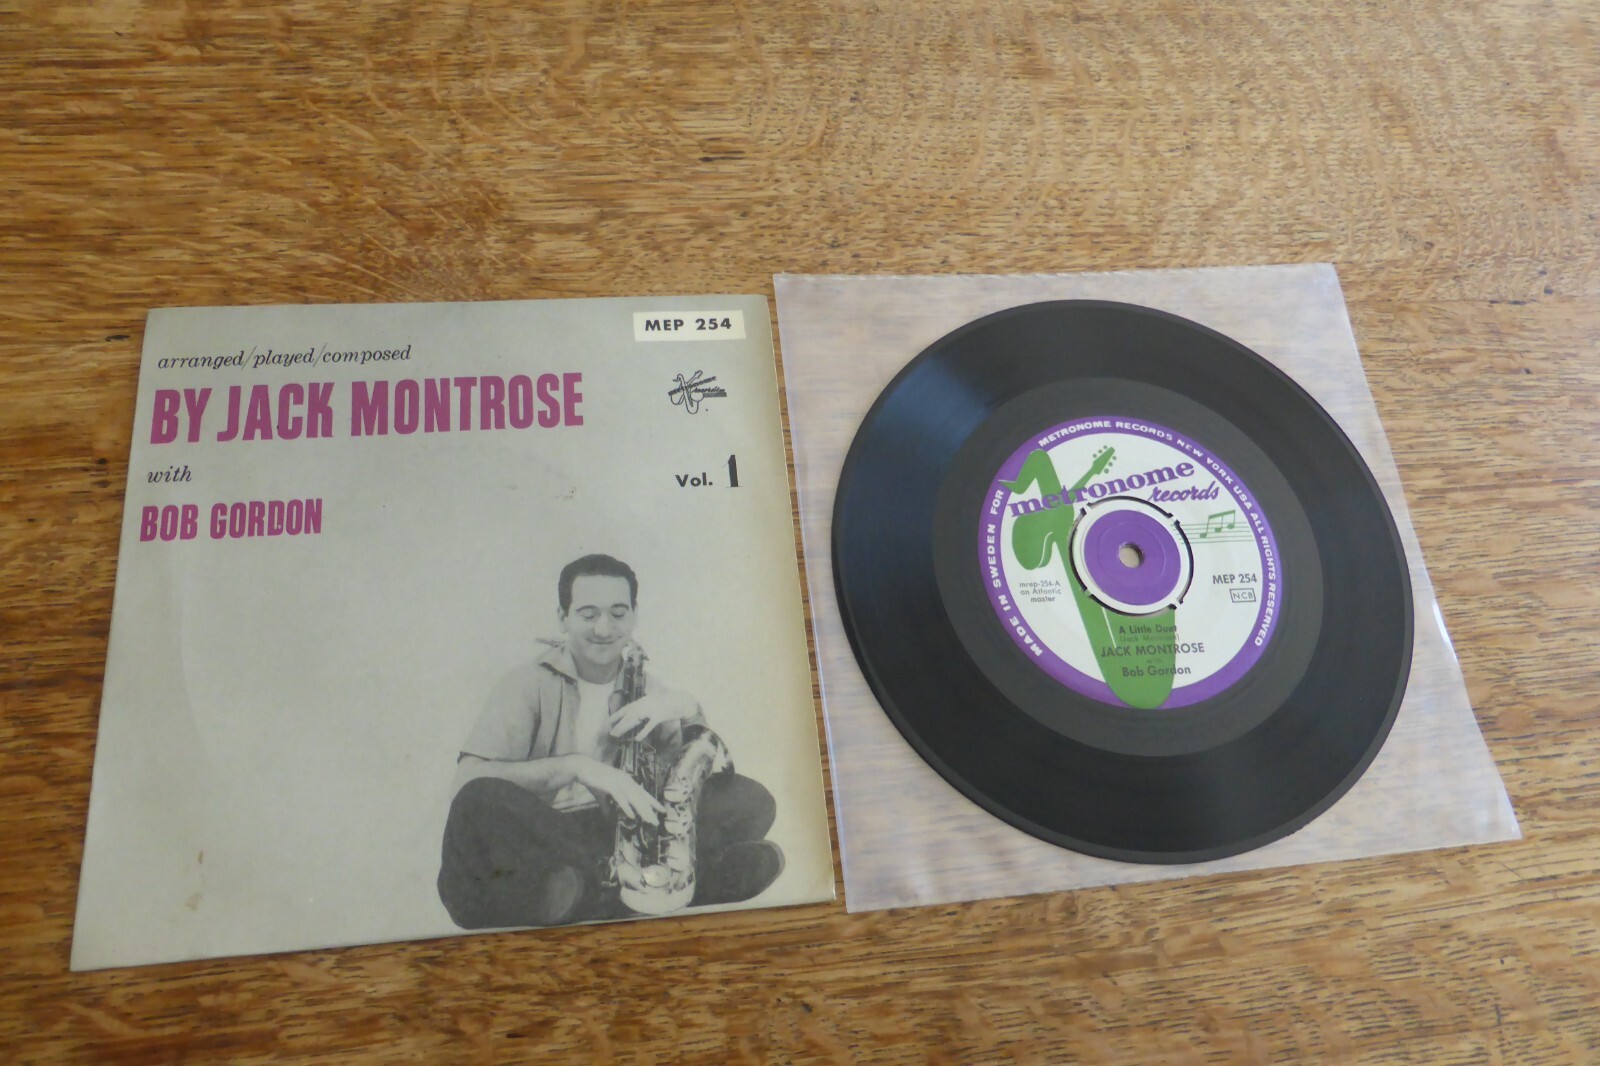 MEP 254
arranged/played/composed
BY JACK MONTROSE
with
Vol. 1
BOB GORDON
MADE IN SWEDEN FOR METRONOME RECORDS NEW YORK USA ALL RIGHTS RESERVED
metronome
records
mrep-254-A
on Atlantic
master
MEP 254
NCB
A Little Duet
(Jack Montrose)
JACK MONTROSE
Bob Gordon